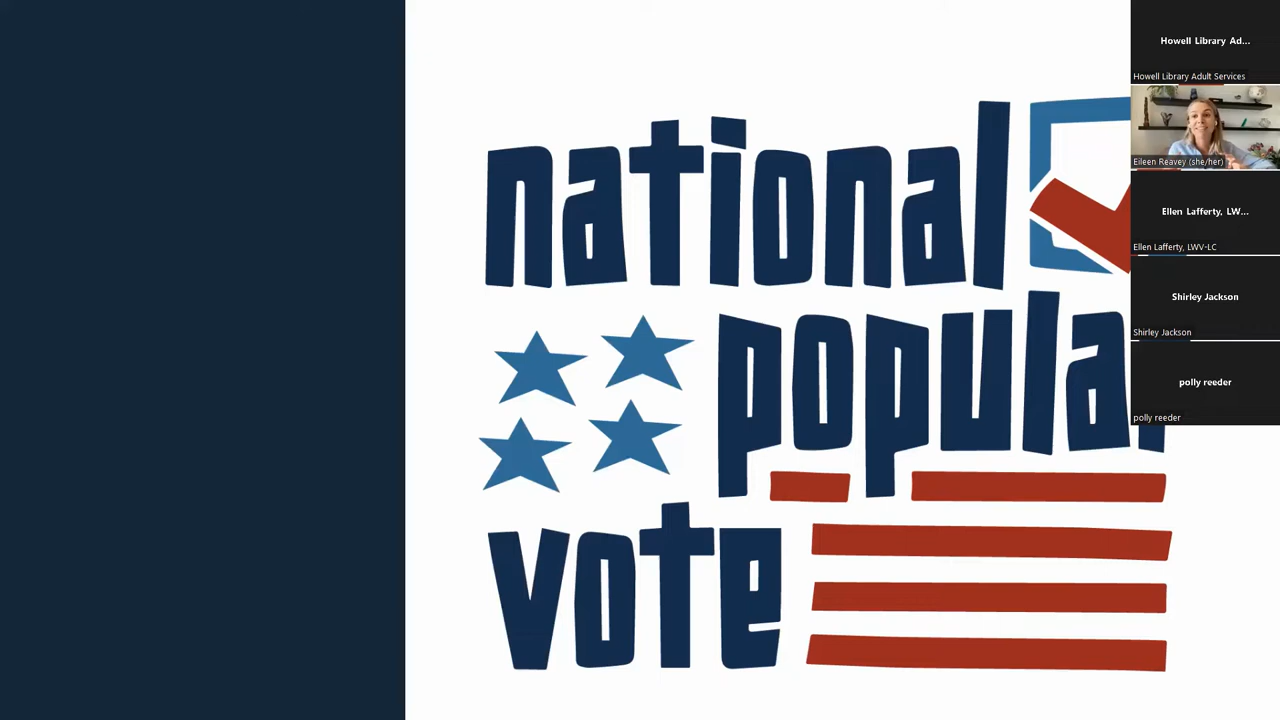 national
popular
vote
Howell Library Ad...
Howell Library Adult Services
Eileen Reavey (she/her)
Ellen Lafferty, LW...
Ellen Lafferty, LWV-LC
Shirley Jackson
Shirley Jackson
polly reeder
polly reeder